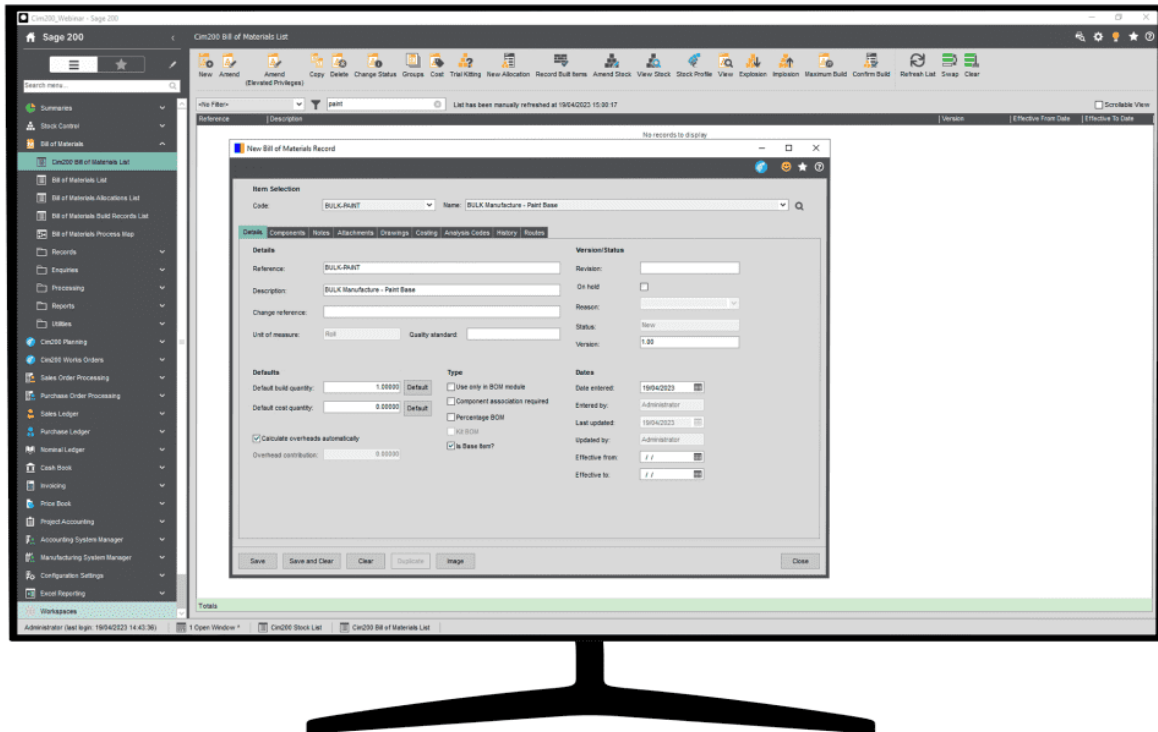 Cim200_Webinar - Sage 200
Sage 200
Cim200 Bill of Materials List
Search menu...
New Amend Amend (Elevated Privileges) Copy Delete Change Status Groups Cost Trial Kitting New Allocation Record Built Items Amend Stock View Stock Stock Profile View Explosion Implosion Maximum Build Confirm Build Refresh List Swap Clear
<No Filter> paint List has been manually refreshed at 19/04/2023 15:00:17 Scrollable View
Reference Description Version Effective From Date Effective To Date
No records to display
Summaries
Stock Control
Bill of Materials
Cim200 Bill of Materials List
Bill of Materials List
Bill of Materials Allocations List
Bill of Materials Build Records List
Bill of Materials Process Map
Records
Enquiries
Processing
Reports
Utilities
Cim200 Planning
Cim200 Works Orders
Sales Order Processing
Purchase Order Processing
Sales Ledger
Purchase Ledger
Nominal Ledger
Cash Book
Invoicing
Price Book
Project Accounting
Accounting System Manager
Manufacturing System Manager
Configuration Settings
Excel Reporting
Workspaces
New Bill of Materials Record
Item Selection
Code: BULK-PAINT Name: BULK Manufacture - Paint Base
Details Components Notes Attachments Drawings Costing Analysis Codes History Routes
Details
Reference: BULK-PAINT
Description: BULK Manufacture - Paint Base
Change reference:
Unit of measure: Roll Quality standard:
Version/Status
Revision:
On hold
Reason:
Status: New
Version: 1.00
Defaults
Default build quantity: 1.00000 Default
Default cost quantity: 0.00000 Default
Calculate overheads automatically
Overhead contribution: 0.00000
Type
Use only in BOM module
Component association required
Percentage BOM
Kit BOM
Is Base Item?
Dates
Date entered: 19/04/2023
Entered by: Administrator
Last updated: 19/04/2023
Updated by: Administrator
Effective from: / /
Effective to: / /
Save Save and Clear Clear Duplicate Image Close
Totals
Administrator (last login: 19/04/2023 14:43:36) 1 Open Window * Cim200 Stock List Cim200 Bill of Materials List